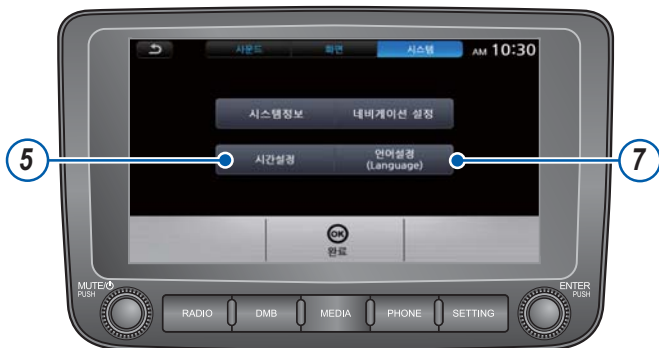 사운드 화면 시스템 AM 10:30
시스템정보 네비게이션 설정
5 시간설정 언어설정 7
(Language)
OK
완료
MUTE/ ENTER
PUSH PUSH
RADIO DMB MEDIA PHONE SETTING